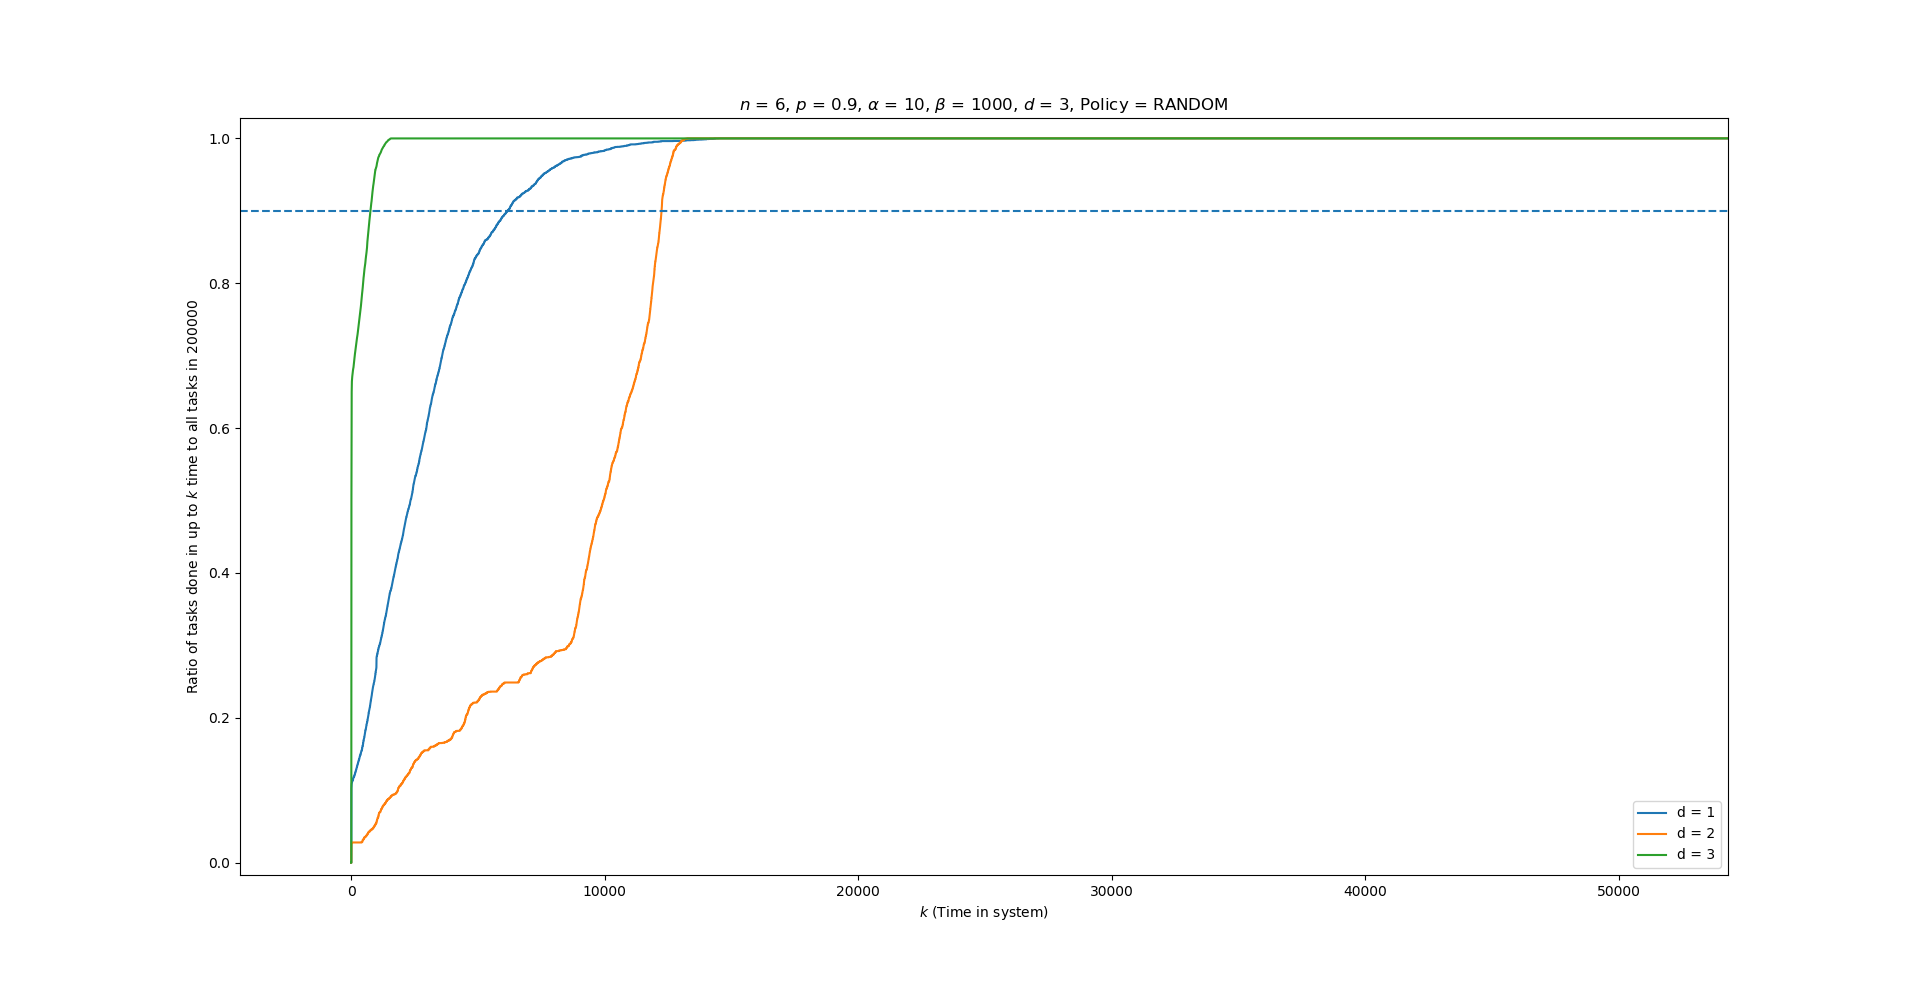 n = 6, p = 0.9, α = 10, β = 1000, d = 3, Policy = RANDOM
Ratio of tasks done in up to k time to all tasks in 200000
1.0
0.8
0.6
0.4
0.2
0.0
d = 1
d = 2
d = 3
0 10000 20000 30000 40000 50000
k (Time in system)